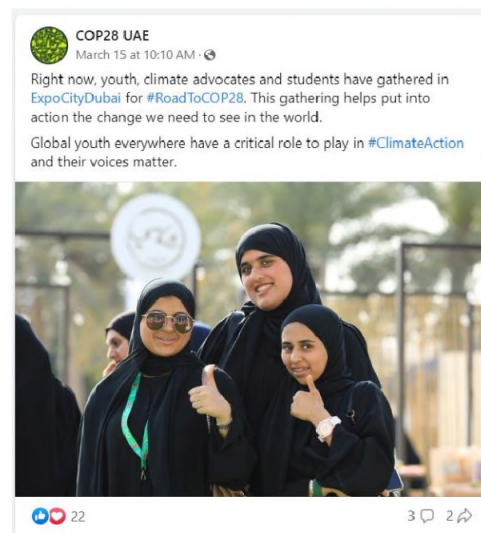 COP28 UAE
March 15 at 10:10 AM ·
Right now, youth, climate advocates and students have gathered in
ExpoCityDubai for #RoadToCOP28. This gathering helps put into
action the change we need to see in the world.
Global youth everywhere have a critical role to play in #ClimateAction
and their voices matter.
22
3
2